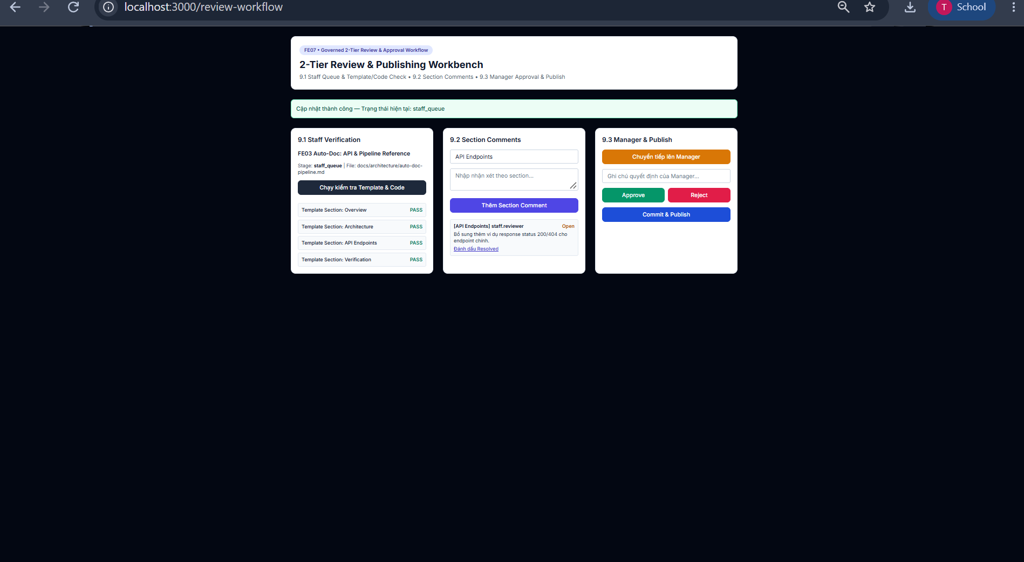 localhost:3000/review-workflow
T School
FE07 • Governed 2-Tier Review & Approval Workflow
2-Tier Review & Publishing Workbench
9.1 Staff Queue & Template/Code Check • 9.2 Section Comments • 9.3 Manager Approval & Publish
Cập nhật thành công — Trạng thái hiện tại: staff_queue
9.1 Staff Verification
FE03 Auto-Doc: API & Pipeline Reference
Stage: staff_queue | File: docs/architecture/auto-doc-
pipeline.md
Chạy kiểm tra Template & Code
Template Section: Overview PASS
Template Section: Architecture PASS
Template Section: API Endpoints PASS
Template Section: Verification PASS
9.2 Section Comments
API Endpoints
Nhập nhận xét theo section...
Thêm Section Comment
[API Endpoints] staff.reviewer Open
Bổ sung thêm ví dụ response status 200/404 cho
endpoint chính.
Đánh dấu Resolved
9.3 Manager & Publish
Chuyển tiếp lên Manager
Ghi chú quyết định của Manager...
Approve Reject
Commit & Publish